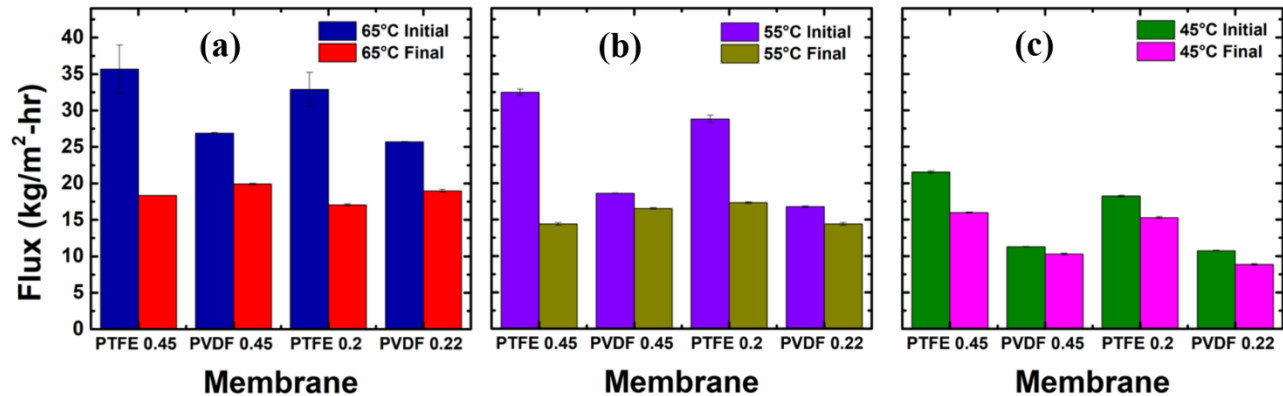 Flux (kg/m²-hr)
40
35
30
25
20
15
10
5
0
(a)
65°C Initial
65°C Final
PTFE 0.45 PVDF 0.45 PTFE 0.2 PVDF 0.22
Membrane
(b)
55°C Initial
55°C Final
PTFE 0.45 PVDF 0.45 PTFE 0.2 PVDF 0.22
Membrane
(c)
45°C Initial
45°C Final
PTFE 0.45 PVDF 0.45 PTFE 0.2 PVDF 0.22
Membrane